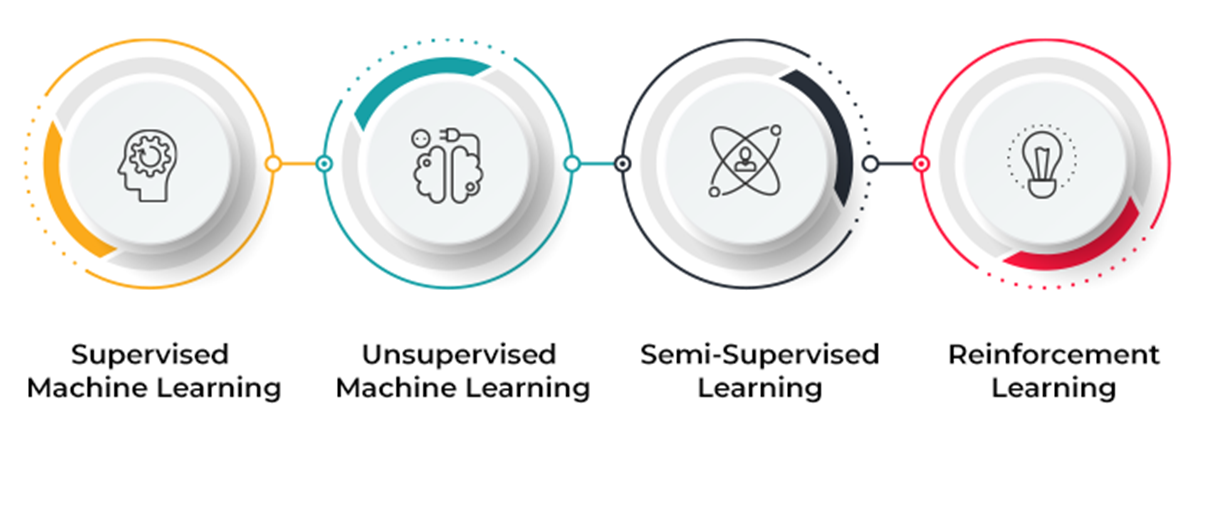 Supervised
Machine Learning
Unsupervised
Machine Learning
Semi-Supervised
Learning
Reinforcement
Learning